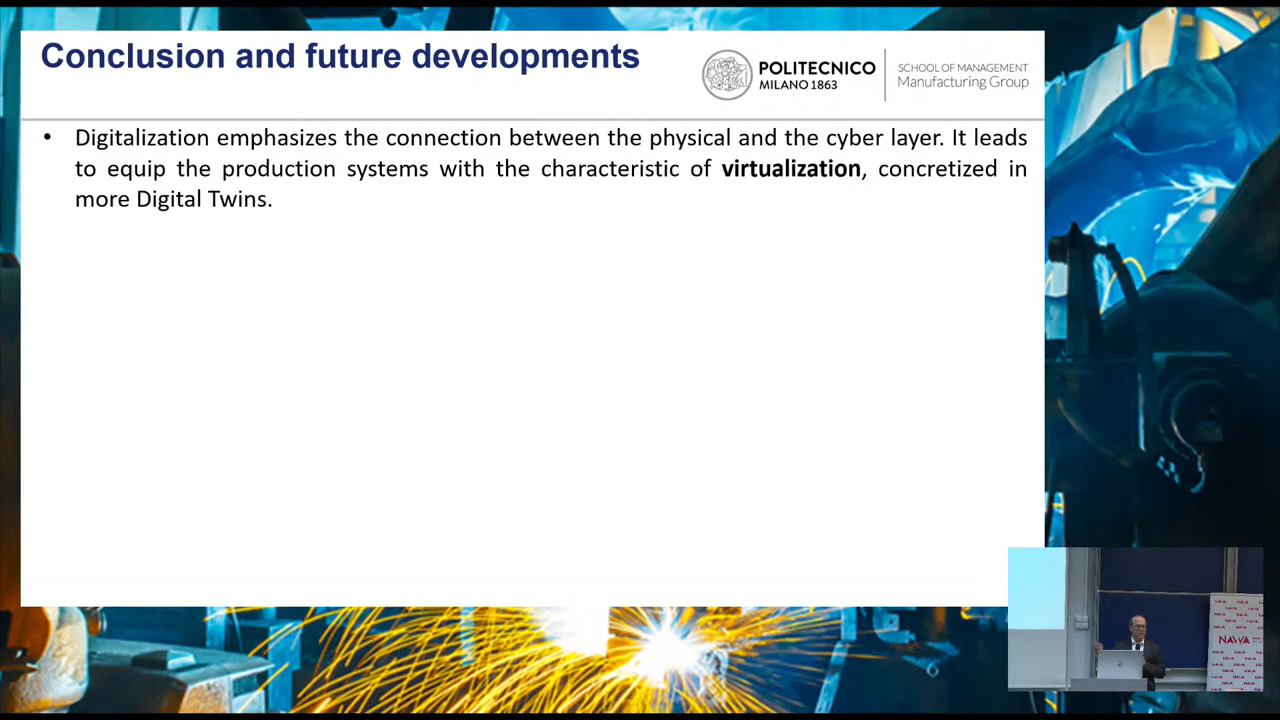 Conclusion and future developments
POLITECNICO
MILANO 1863
SCHOOL OF MANAGEMENT
Manufacturing Group
• Digitalization emphasizes the connection between the physical and the cyber layer. It leads
to equip the production systems with the characteristic of virtualization, concretized in
more Digital Twins.
NAWA